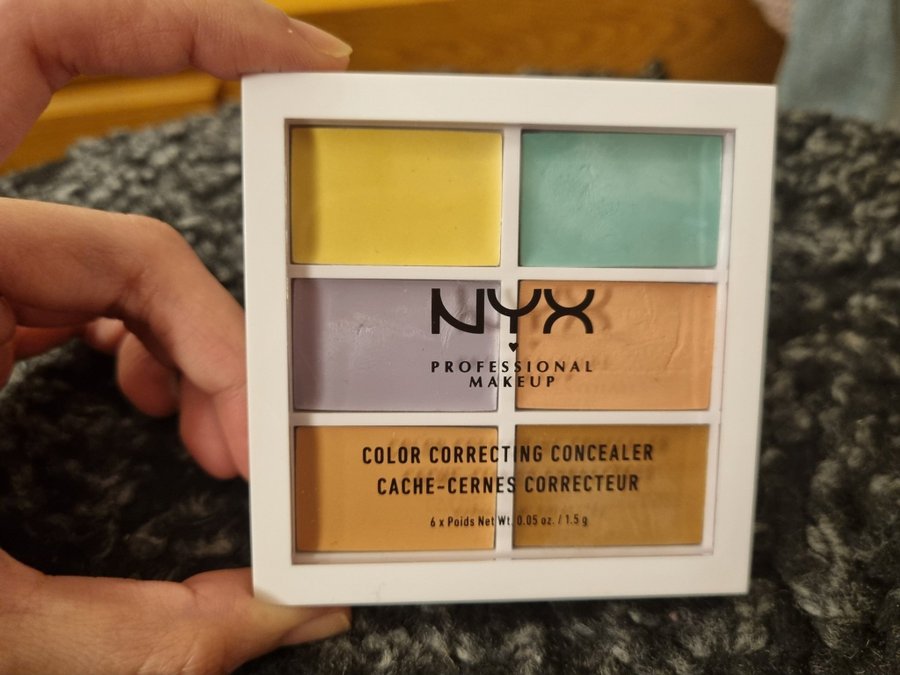 NYX
PROFESSIONAL
MAKEUP
COLOR CORRECTING CONCEALER
CACHE-CERNES CORRECTEUR
6 x Poids Net Wt. 0.05 oz. / 1.5 g